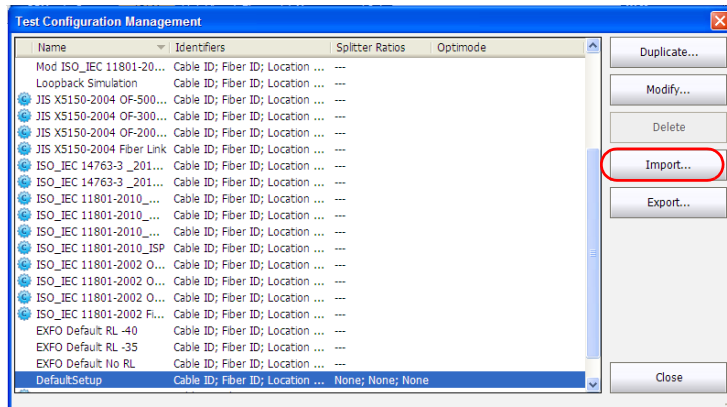 Test Configuration Management
Name Identifiers Splitter Ratios Optimode
Mod ISO_IEC 11801-20... Cable ID; Fiber ID; Location ... ---
Loopback Simulation Cable ID; Fiber ID; Location ... ---
JIS X5150-2004 OF-500... Cable ID; Fiber ID; Location ... ---
JIS X5150-2004 OF-300... Cable ID; Fiber ID; Location ... ---
JIS X5150-2004 OF-200... Cable ID; Fiber ID; Location ... ---
JIS X5150-2004 Fiber Link Cable ID; Fiber ID; Location ... ---
ISO_IEC 14763-3 _201... Cable ID; Fiber ID; Location ... ---
ISO_IEC 14763-3 _201... Cable ID; Fiber ID; Location ... ---
ISO_IEC 11801-2010_... Cable ID; Fiber ID; Location ... ---
ISO_IEC 11801-2010_... Cable ID; Fiber ID; Location ... ---
ISO_IEC 11801-2010_... Cable ID; Fiber ID; Location ... ---
ISO_IEC 11801-2010_ISP Cable ID; Fiber ID; Location ... ---
ISO_IEC 11801-2002 O... Cable ID; Fiber ID; Location ... ---
ISO_IEC 11801-2002 O... Cable ID; Fiber ID; Location ... ---
ISO_IEC 11801-2002 O... Cable ID; Fiber ID; Location ... ---
ISO_IEC 11801-2002 Fi... Cable ID; Fiber ID; Location ... ---
EXFO Default RL -40 Cable ID; Fiber ID; Location ... ---
EXFO Default RL -35 Cable ID; Fiber ID; Location ... ---
EXFO Default No RL Cable ID; Fiber ID; Location ... ---
DefaultSetup Cable ID; Fiber ID; Location ... None; None; None
Duplicate...
Modify...
Delete
Import...
Export...
Close